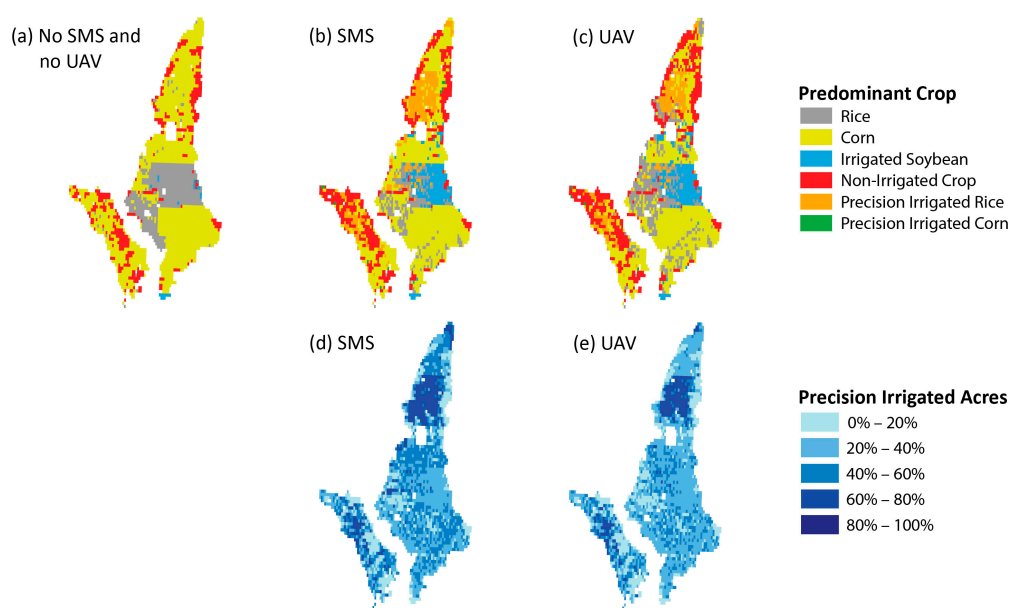 (a) No SMS and
no UAV
(b) SMS
(c) UAV
Predominant Crop
Rice
Corn
Irrigated Soybean
Non-Irrigated Crop
Precision Irrigated Rice
Precision Irrigated Corn
(d) SMS
(e) UAV
Precision Irrigated Acres
0% – 20%
20% – 40%
40% – 60%
60% – 80%
80% – 100%